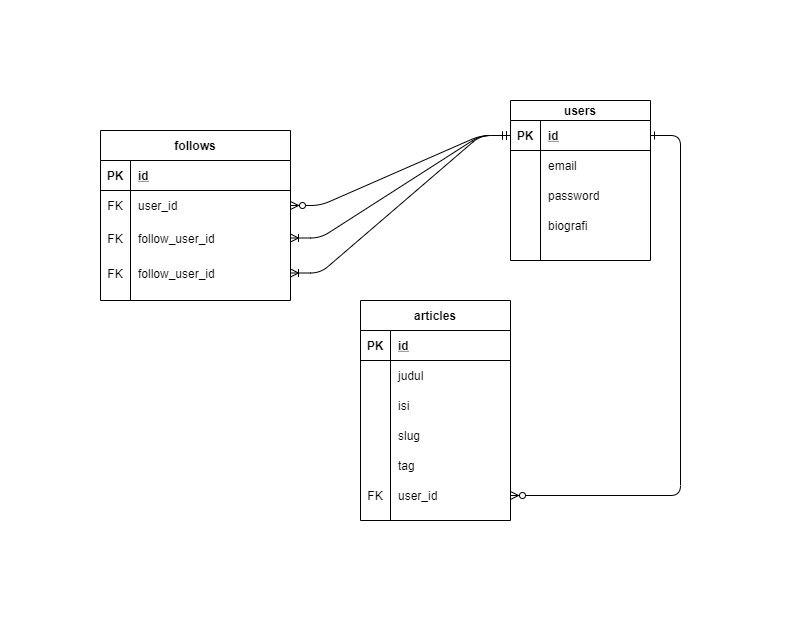 users
PK id
email
password
biografi
follows
PK id
FK user_id
FK follow_user_id
FK follow_user_id
articles
PK id
judul
isi
slug
tag
FK user_id